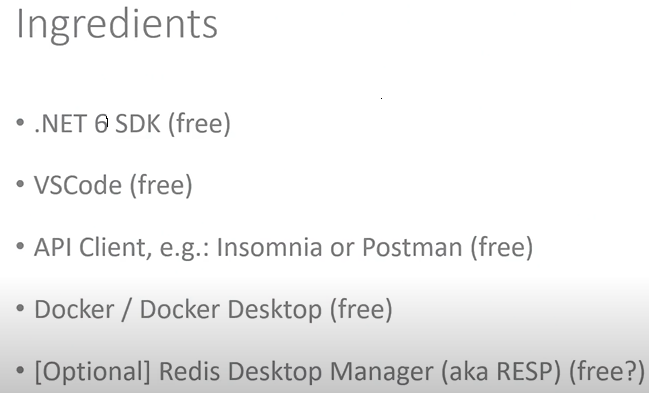 Ingredients
• .NET 6 SDK (free)
• VSCode (free)
• API Client, e.g.: Insomnia or Postman (free)
• Docker / Docker Desktop (free)
• [Optional] Redis Desktop Manager (aka RESP) (free?)